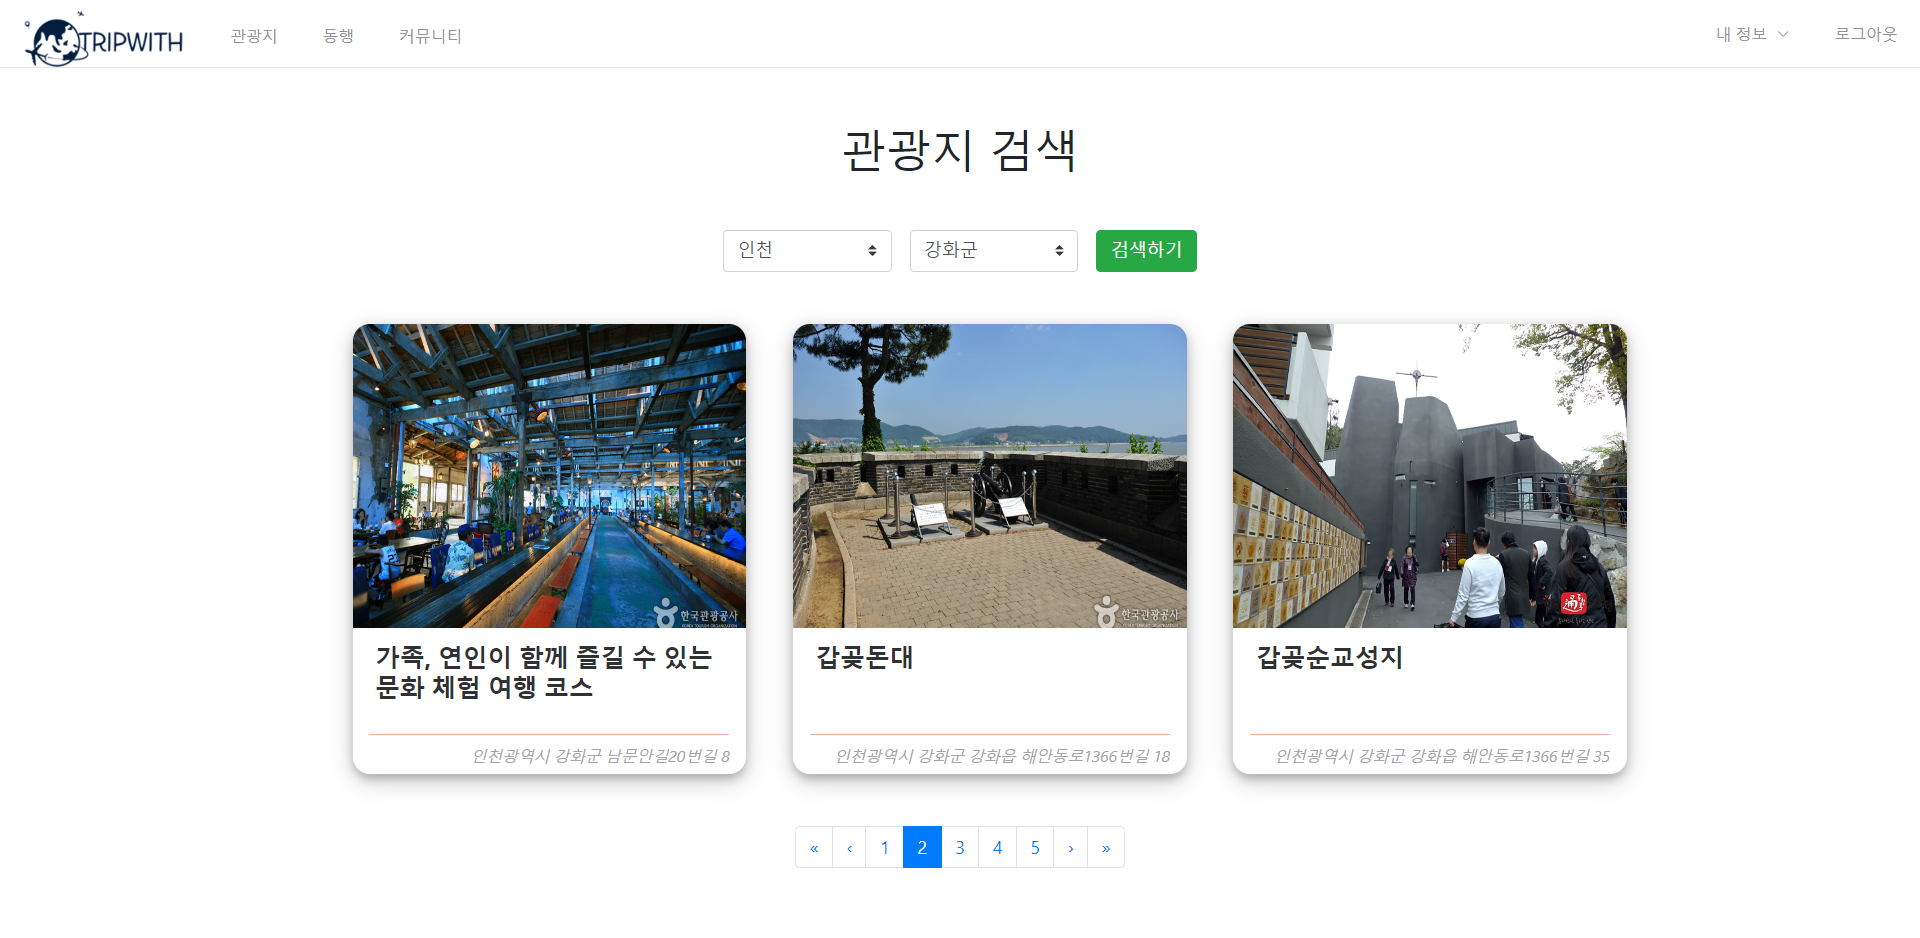 TRIPWITH
관광지
동행
커뮤니티
내 정보
로그아웃
관광지 검색
인천
강화군
검색하기
한국관광공사
KOREA TOURISM ORGANIZATION
한국관광공사
KOREA TOURISM ORGANIZATION
가족, 연인이 함께 즐길 수 있는
문화 체험 여행 코스
갑곶돈대
갑곶순교성지
인천광역시 강화군 남문안길20번길 8
인천광역시 강화군 강화읍 해안동로1366번길 18
인천광역시 강화군 강화읍 해안동로1366번길 35
« ‹ 1 2 3 4 5 › »